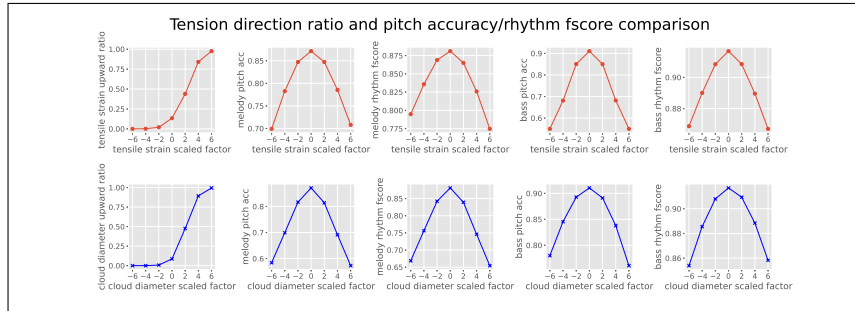 Tension direction ratio and pitch accuracy/rhythm fscore comparison
tensile strain upward ratio
1.00
0.75
0.50
0.25
0.00
−6 −4 −2 0 2 4 6
tensile strain scaled factor
melody pitch acc
0.85
0.80
0.75
0.70
−6 −4 −2 0 2 4 6
tensile strain scaled factor
melody rhythm fscore
0.875
0.850
0.825
0.800
0.775
−6 −4 −2 0 2 4 6
tensile strain scaled factor
bass pitch acc
0.9
0.8
0.7
0.6
−6 −4 −2 0 2 4 6
tensile strain scaled factor
bass rhythm fscore
0.90
0.88
−6 −4 −2 0 2 4 6
tensile strain scaled factor
cloud diameter upward ratio
1.00
0.75
0.50
0.25
0.00
−6 −4 −2 0 2 4 6
cloud diameter scaled factor
melody pitch acc
0.8
0.7
0.6
−6 −4 −2 0 2 4 6
cloud diameter scaled factor
melody rhythm fscore
0.85
0.80
0.75
0.70
0.65
−6 −4 −2 0 2 4 6
cloud diameter scaled factor
bass pitch acc
0.90
0.85
0.80
−6 −4 −2 0 2 4 6
cloud diameter scaled factor
bass rhythm fscore
0.90
0.88
0.86
−6 −4 −2 0 2 4 6
cloud diameter scaled factor